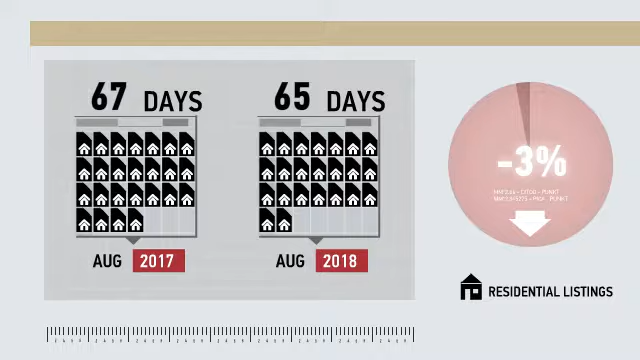 67 DAYS
65 DAYS
AUG 2017
AUG 2018
-3%
RESIDENTIAL LISTINGS